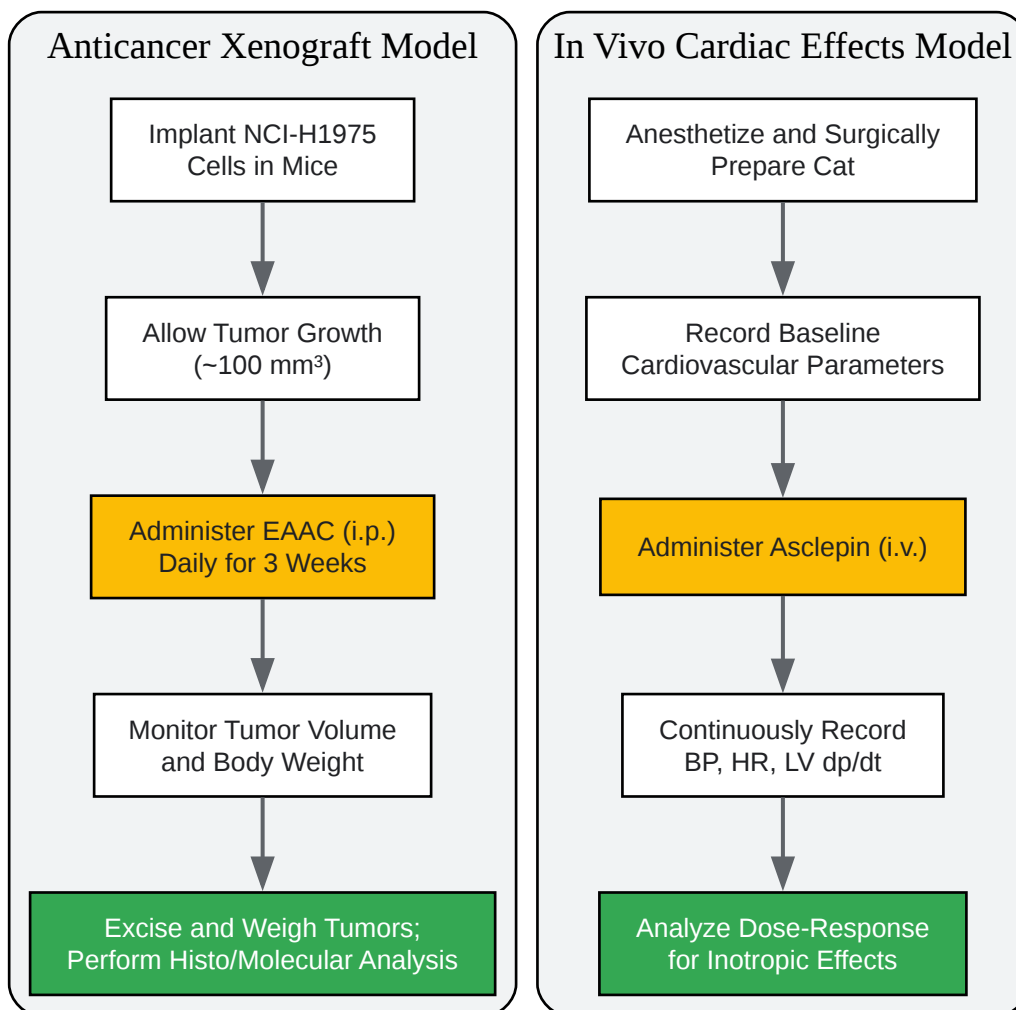 Anticancer Xenograft Model
Implant NCI-H1975
Cells in Mice
Allow Tumor Growth
(~100 mm³)
Administer EAAC (i.p.)
Daily for 3 Weeks
Monitor Tumor Volume
and Body Weight
Excise and Weigh Tumors;
Perform Histo/Molecular Analysis
In Vivo Cardiac Effects Model
Anesthetize and Surgically
Prepare Cat
Record Baseline
Cardiovascular Parameters
Administer Asclepin (i.v.)
Continuously Record
BP, HR, LV dp/dt
Analyze Dose-Response
for Inotropic Effects